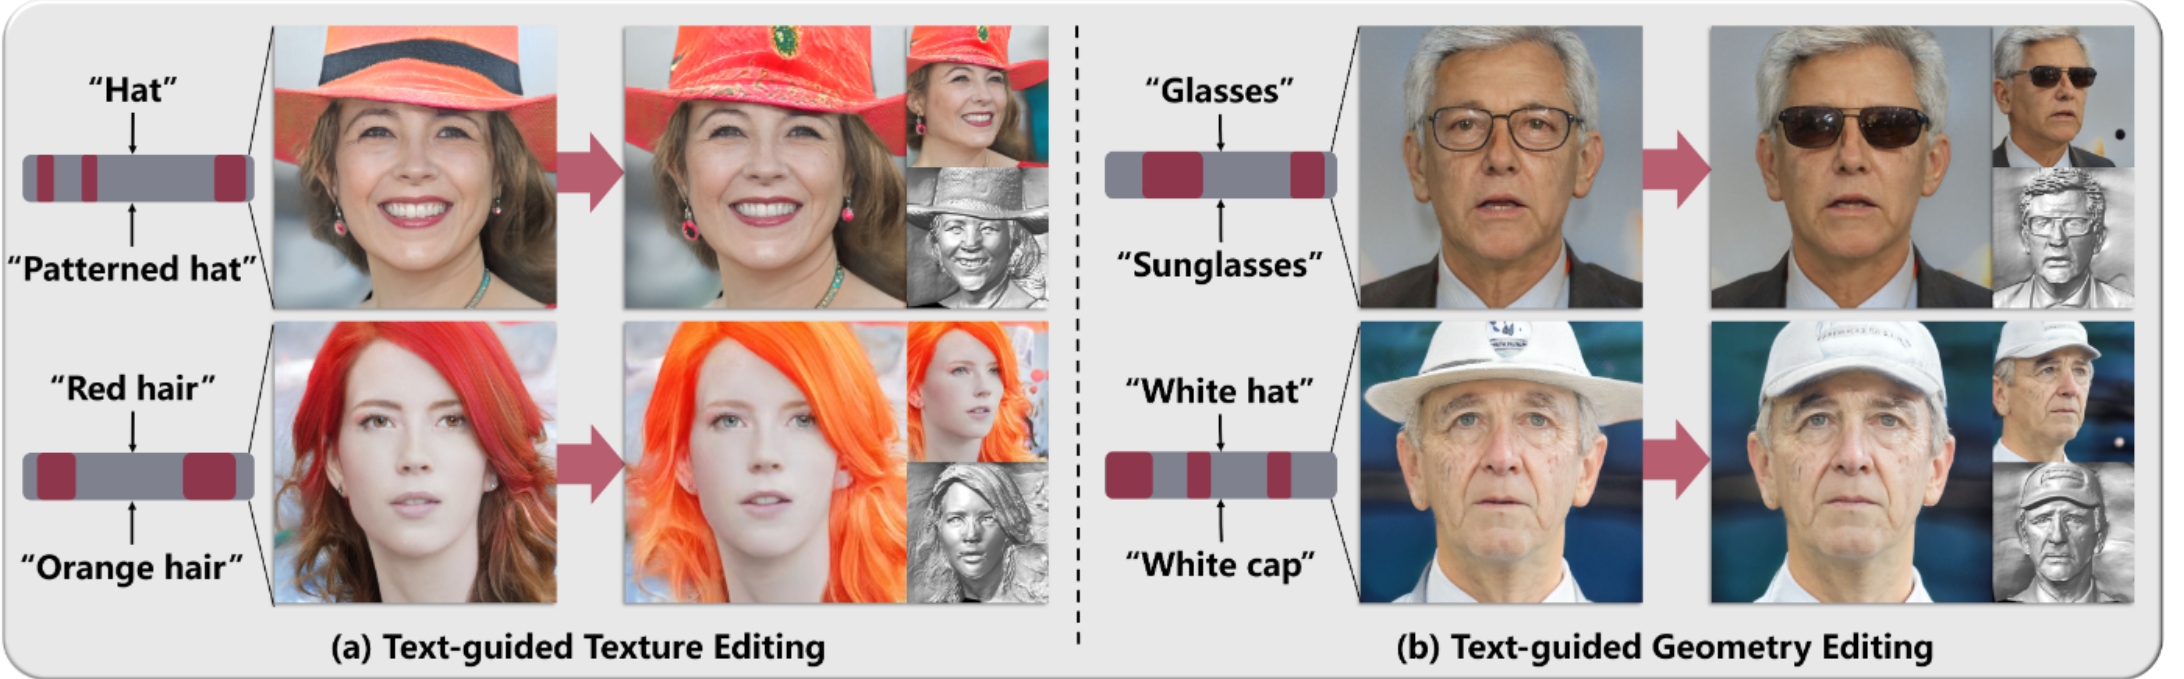 “Hat”
“Patterned hat”
“Red hair”
“Orange hair”
(a) Text-guided Texture Editing
“Glasses”
“Sunglasses”
“White hat”
“White cap”
(b) Text-guided Geometry Editing